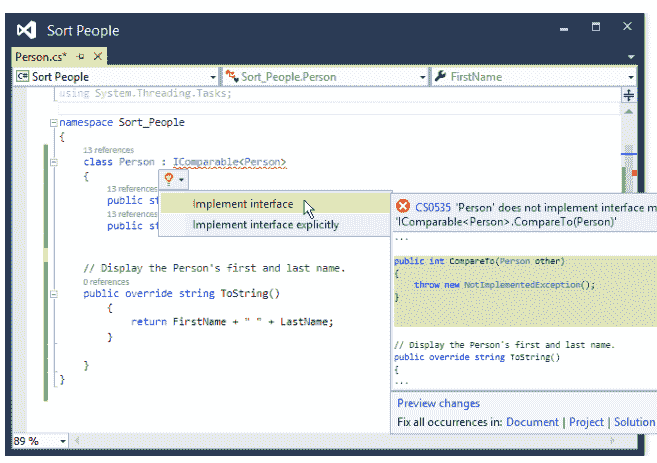 Sort People
Person.cs*
C# Sort People
Sort_People.Person
FirstName
using System.Threading.Tasks;
namespace Sort_People
{
13 references
class Person : IComparable<Person>
{
13 references
public st
13 references
public st
Implement interface
Implement interface explicitly
// Display the Person's first and last name.
0 references
public override string ToString()
{
return FirstName + " " + LastName;
}
}
}
CS0535 'Person' does not implement interface m
'IComparable<Person>.CompareTo(Person)'
...
public int CompareTo(Person other)
{
throw new NotImplementedException();
}
// Display the Person's first and last name.
public override string ToString()
{
...
Preview changes
Fix all occurrences in: Document | Project | Solution
89 %